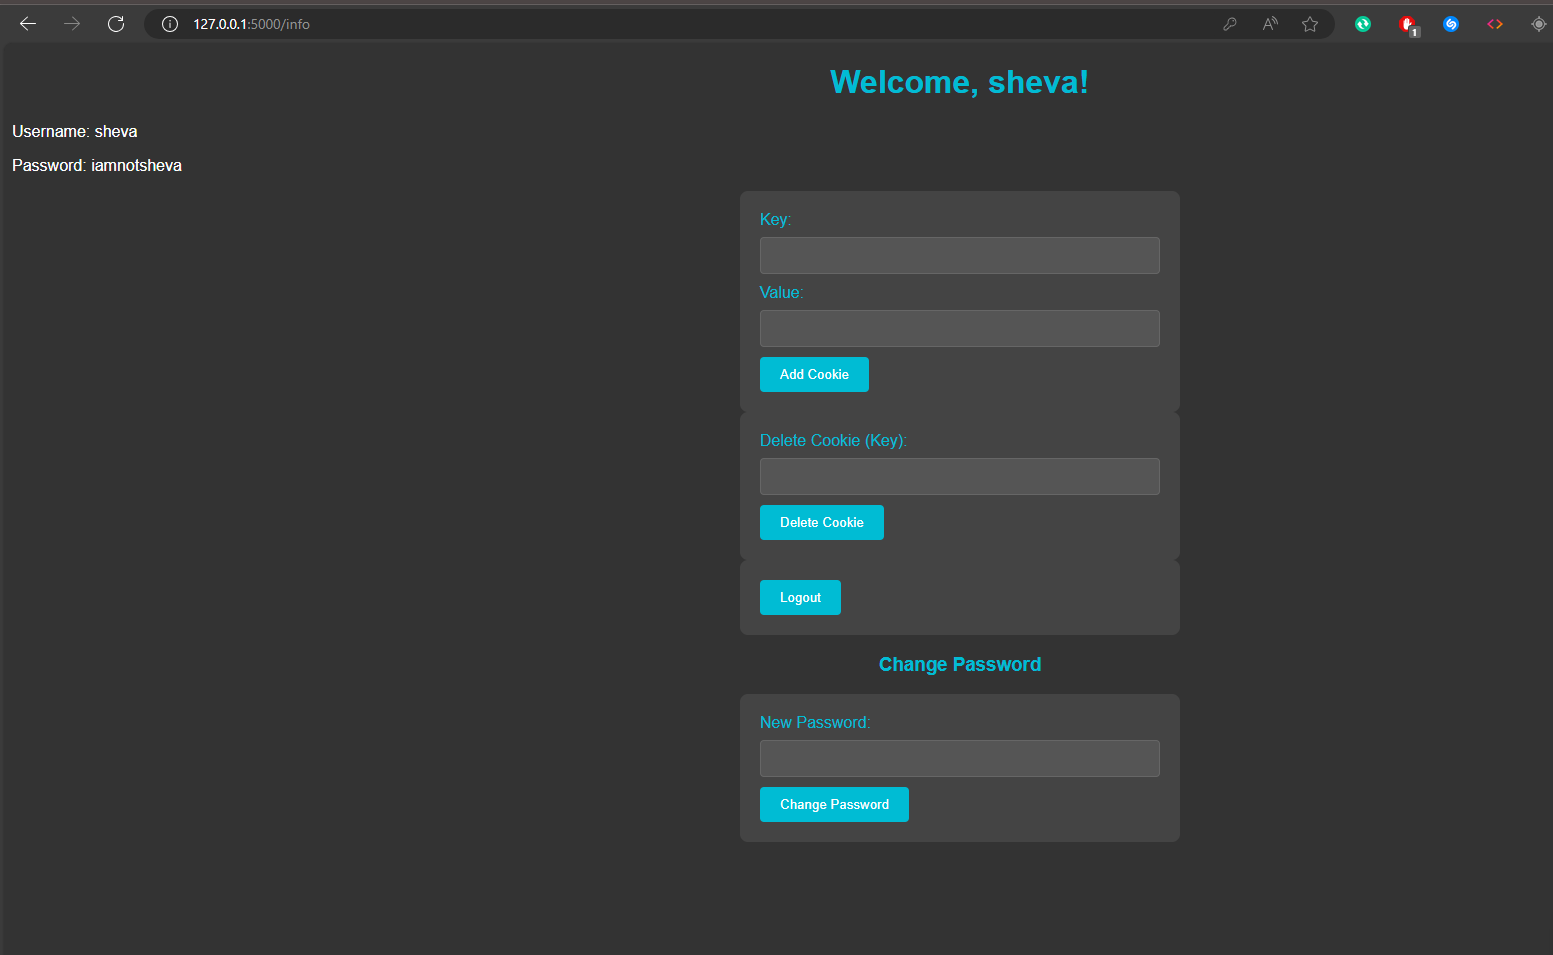 127.0.0.1:5000/info
1
Welcome, sheva!
Username: sheva
Password: iamnotsheva
Key:
Value:
Add Cookie
Delete Cookie (Key):
Delete Cookie
Logout
Change Password
New Password:
Change Password